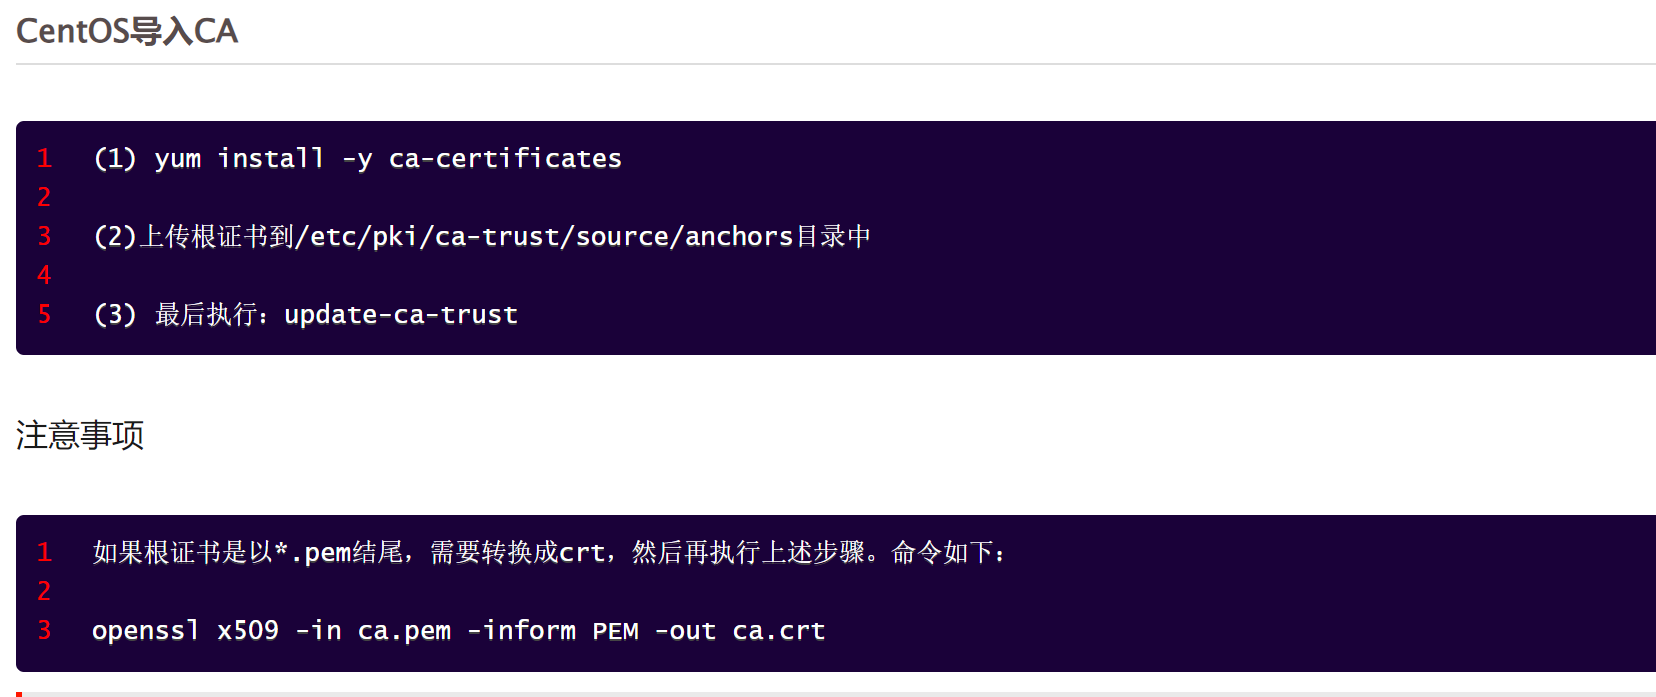 CentOS导入CA
1 (1) yum install -y ca-certificates
2
3 (2)上传根证书到/etc/pki/ca-trust/source/anchors目录中
4
5 (3) 最后执行：update-ca-trust
注意事项
1 如果根证书是以*.pem结尾，需要转换成crt，然后再执行上述步骤。命令如下：
2
3 openssl x509 -in ca.pem -inform PEM -out ca.crt